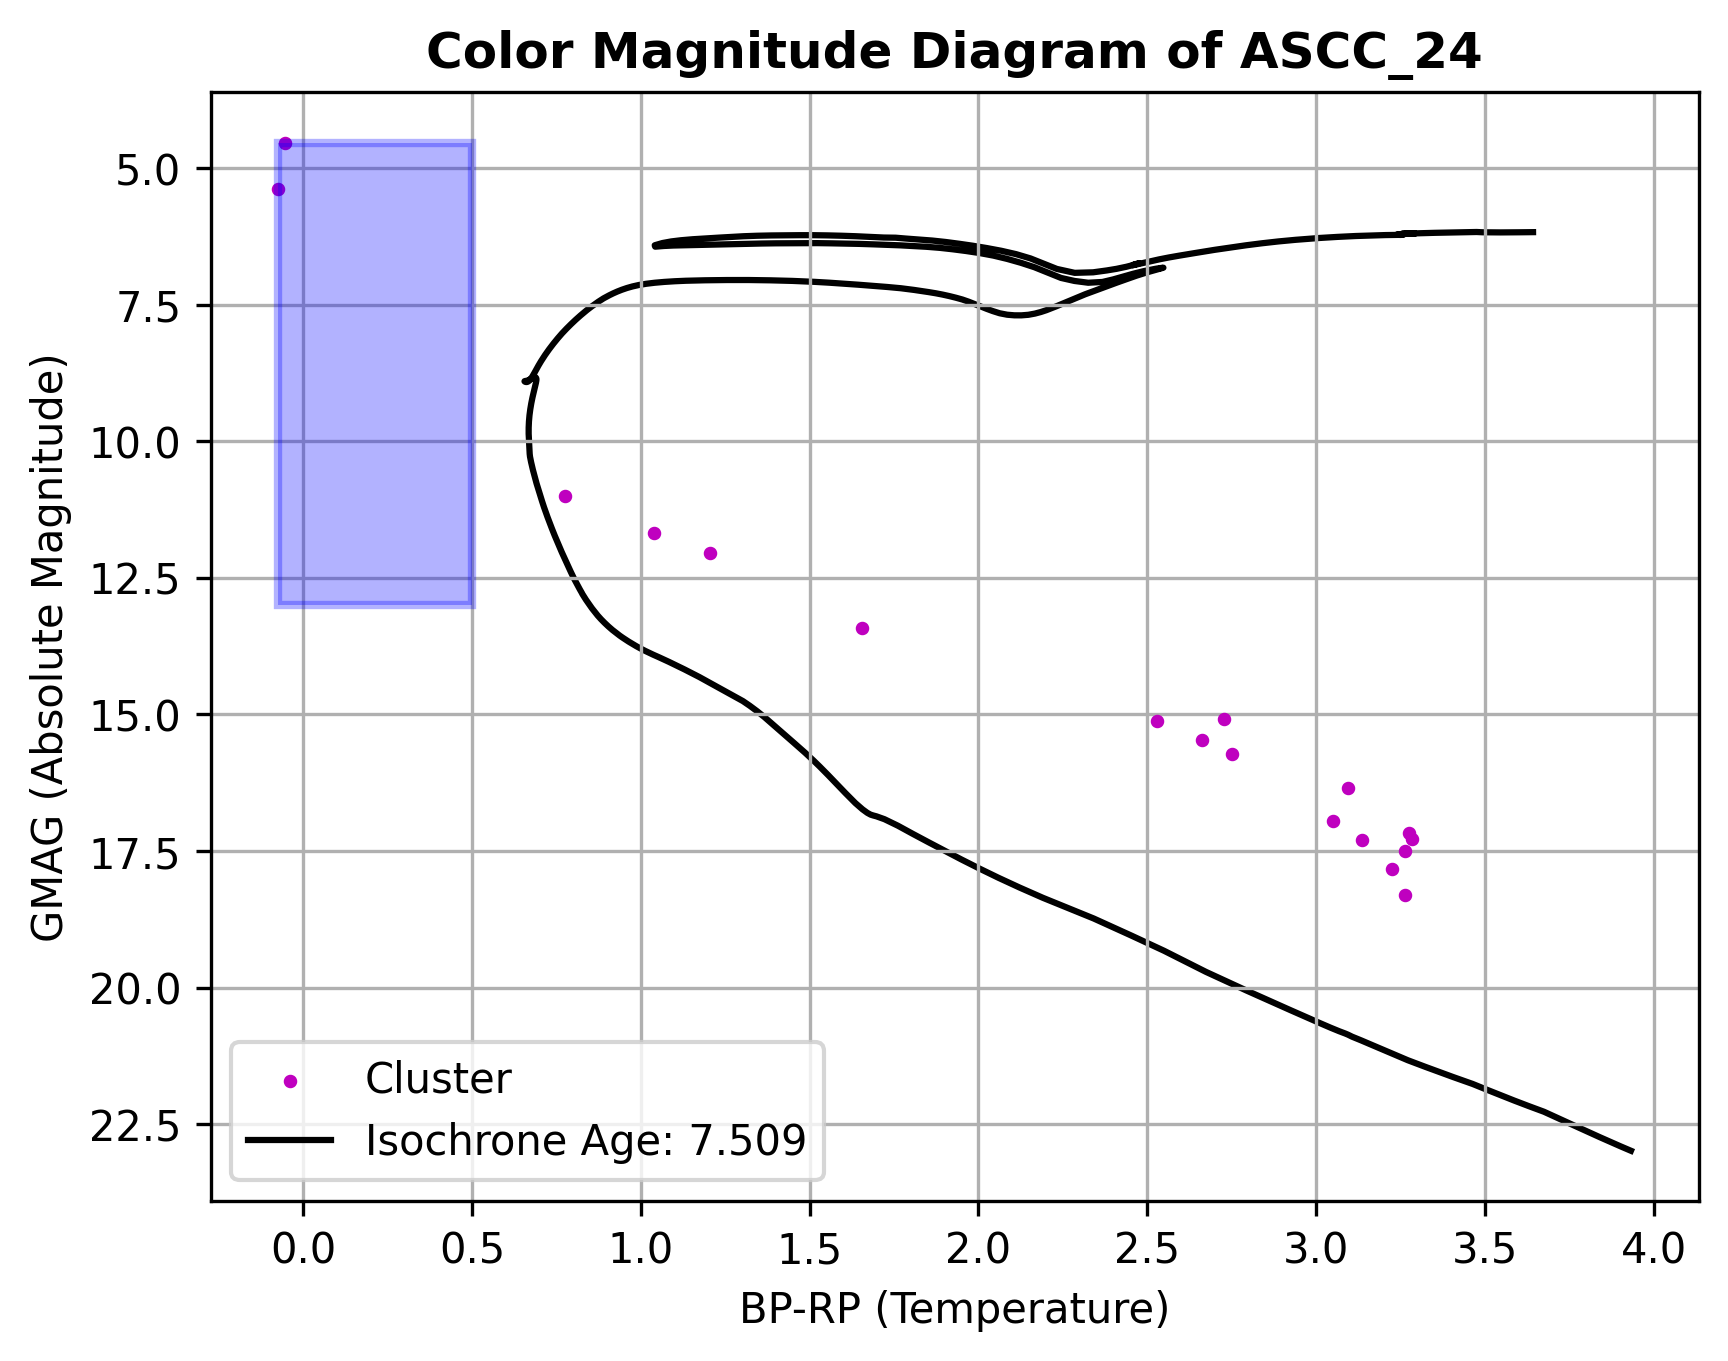 Color Magnitude Diagram of ASCC_24
GMAG (Absolute Magnitude)
5.0
7.5
10.0
12.5
15.0
17.5
20.0
22.5
Cluster
Isochrone Age: 7.509
0.0 0.5 1.0 1.5 2.0 2.5 3.0 3.5 4.0
BP-RP (Temperature)